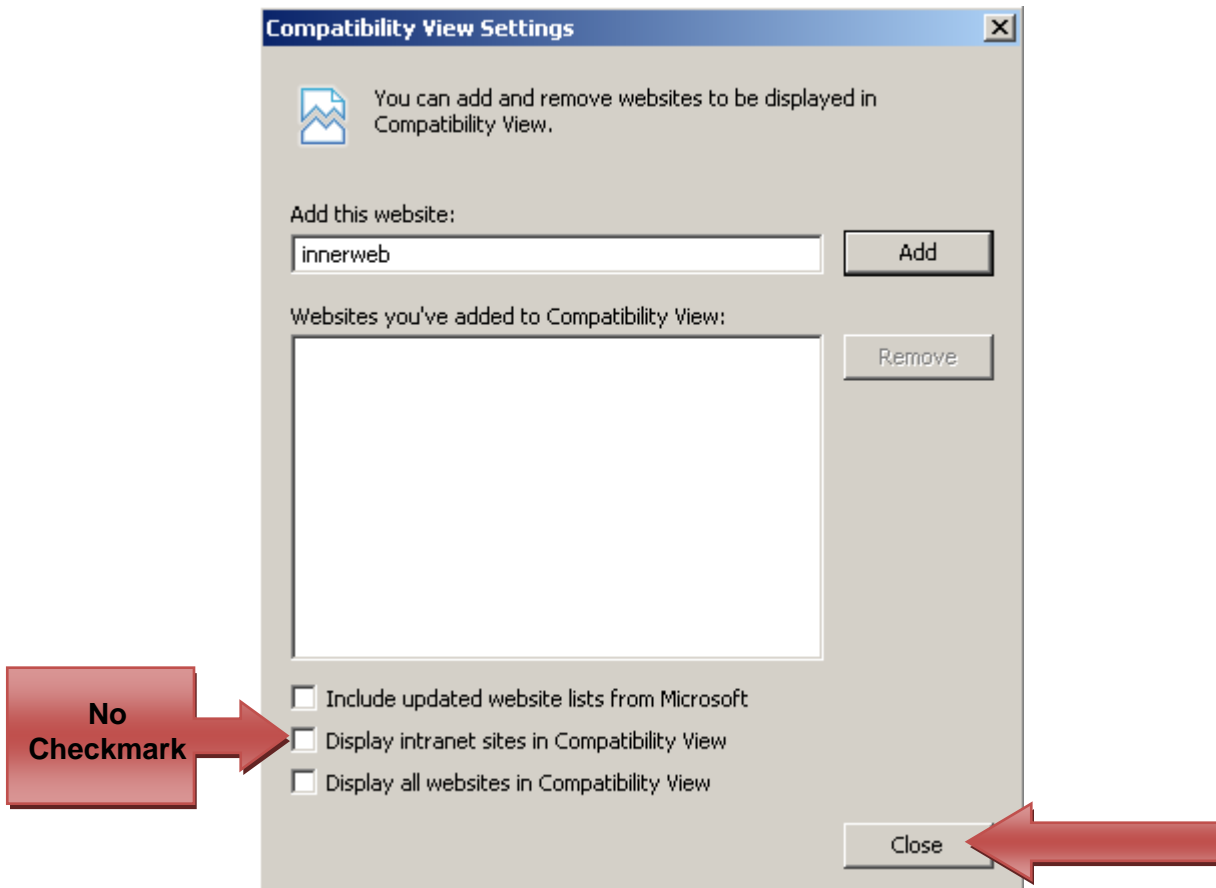 Compatibility View Settings
You can add and remove websites to be displayed in
Compatibility View.
Add this website:
innerweb
Add
Websites you've added to Compatibility View:
Remove
Include updated website lists from Microsoft
No
Checkmark
Display intranet sites in Compatibility View
Display all websites in Compatibility View
Close